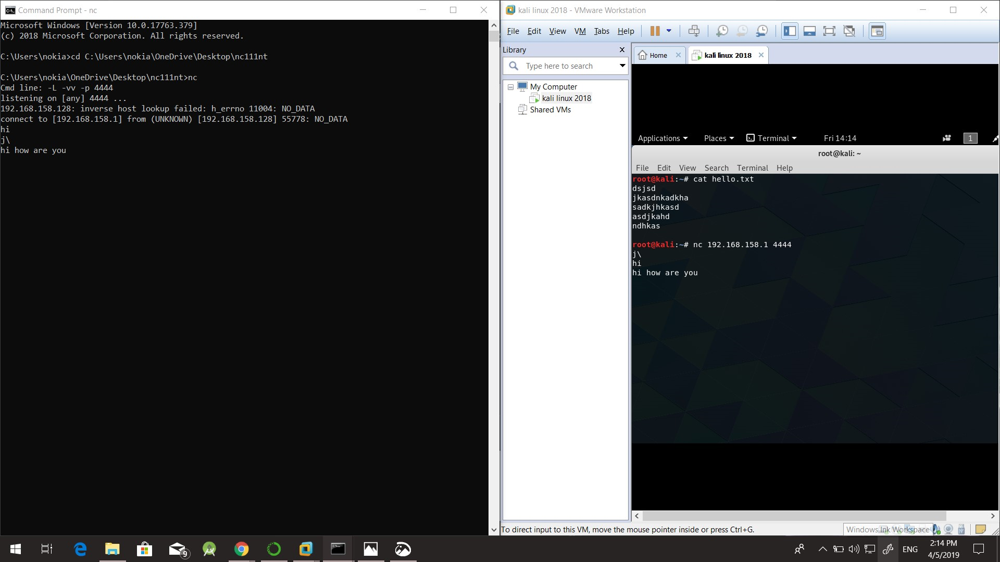 Command Prompt - nc
Microsoft Windows [Version 10.0.17763.379]
(c) 2018 Microsoft Corporation. All rights reserved.
C:\Users\nokia>cd C:\Users\nokia\OneDrive\Desktop\nc111nt
C:\Users\nokia\OneDrive\Desktop\nc111nt>nc
Cmd line: -L -vv -p 4444
listening on [any] 4444 ...
192.168.158.128: inverse host lookup failed: h_errno 11004: NO_DATA
connect to [192.168.158.1] from (UNKNOWN) [192.168.158.128] 55778: NO_DATA
hi
j\
hi how are you
kali linux 2018 - VMware Workstation
File Edit View VM Tabs Help
Library
Type here to search
My Computer
kali linux 2018
Shared VMs
Home
kali linux 2018
Applications Places Terminal Fri 14:14 1
root@kali: ~
File Edit View Search Terminal Help
root@kali:~# cat hello.txt
dsjsd
jkasdnkadkha
sadkjhkasd
asdjkahd
ndhkas
root@kali:~# nc 192.168.158.1 4444
j\
hi
hi how are you
To direct input to this VM, move the mouse pointer inside or press Ctrl+G.
Windows Ink Workspace
9
ENG
2:14 PM
4/5/2019